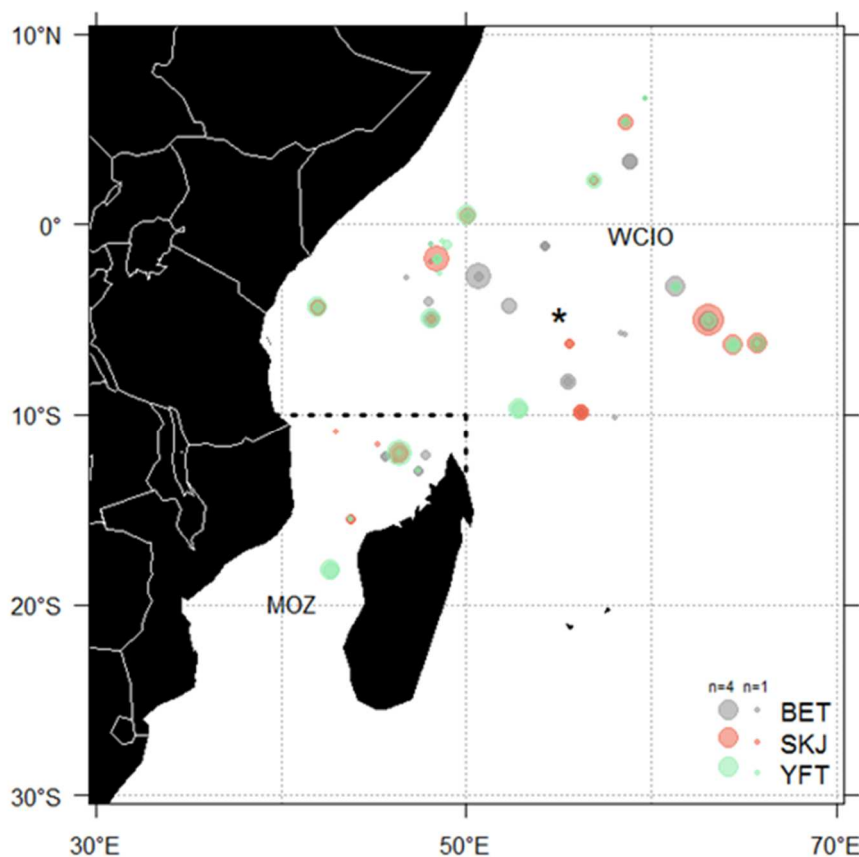 10°N
0°
WCIO
*
10°S
MOZ
20°S
n=4 n=1
BET
SKJ
YFT
30°S
30°E 50°E 70°E